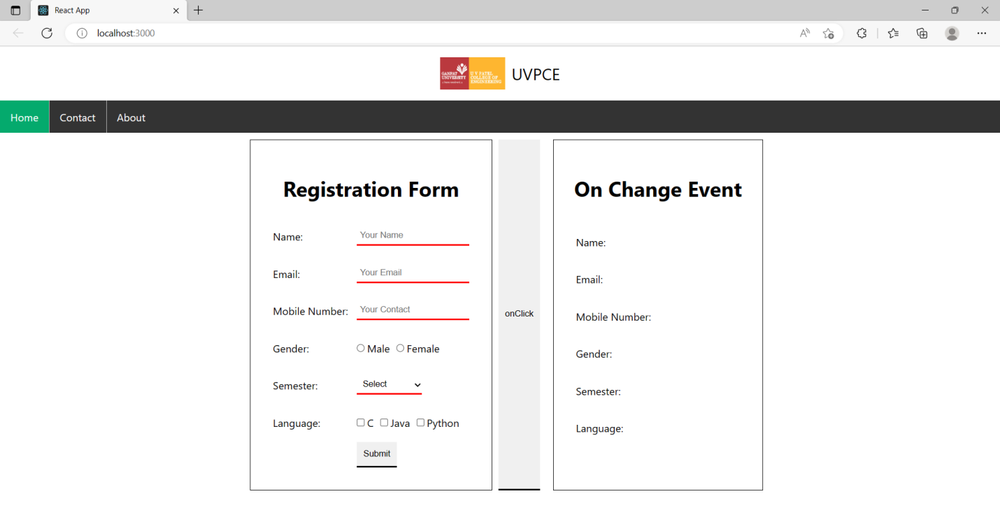 React App
localhost:3000
GANPAT UNIVERSITY
U V PATEL COLLEGE OF ENGINEERING
UVPCE
Home Contact About
Registration Form
Name: Your Name
Email: Your Email
Mobile Number: Your Contact
Gender: Male Female
Semester: Select
Language: C Java Python
Submit
onClick
On Change Event
Name:
Email:
Mobile Number:
Gender:
Semester:
Language: